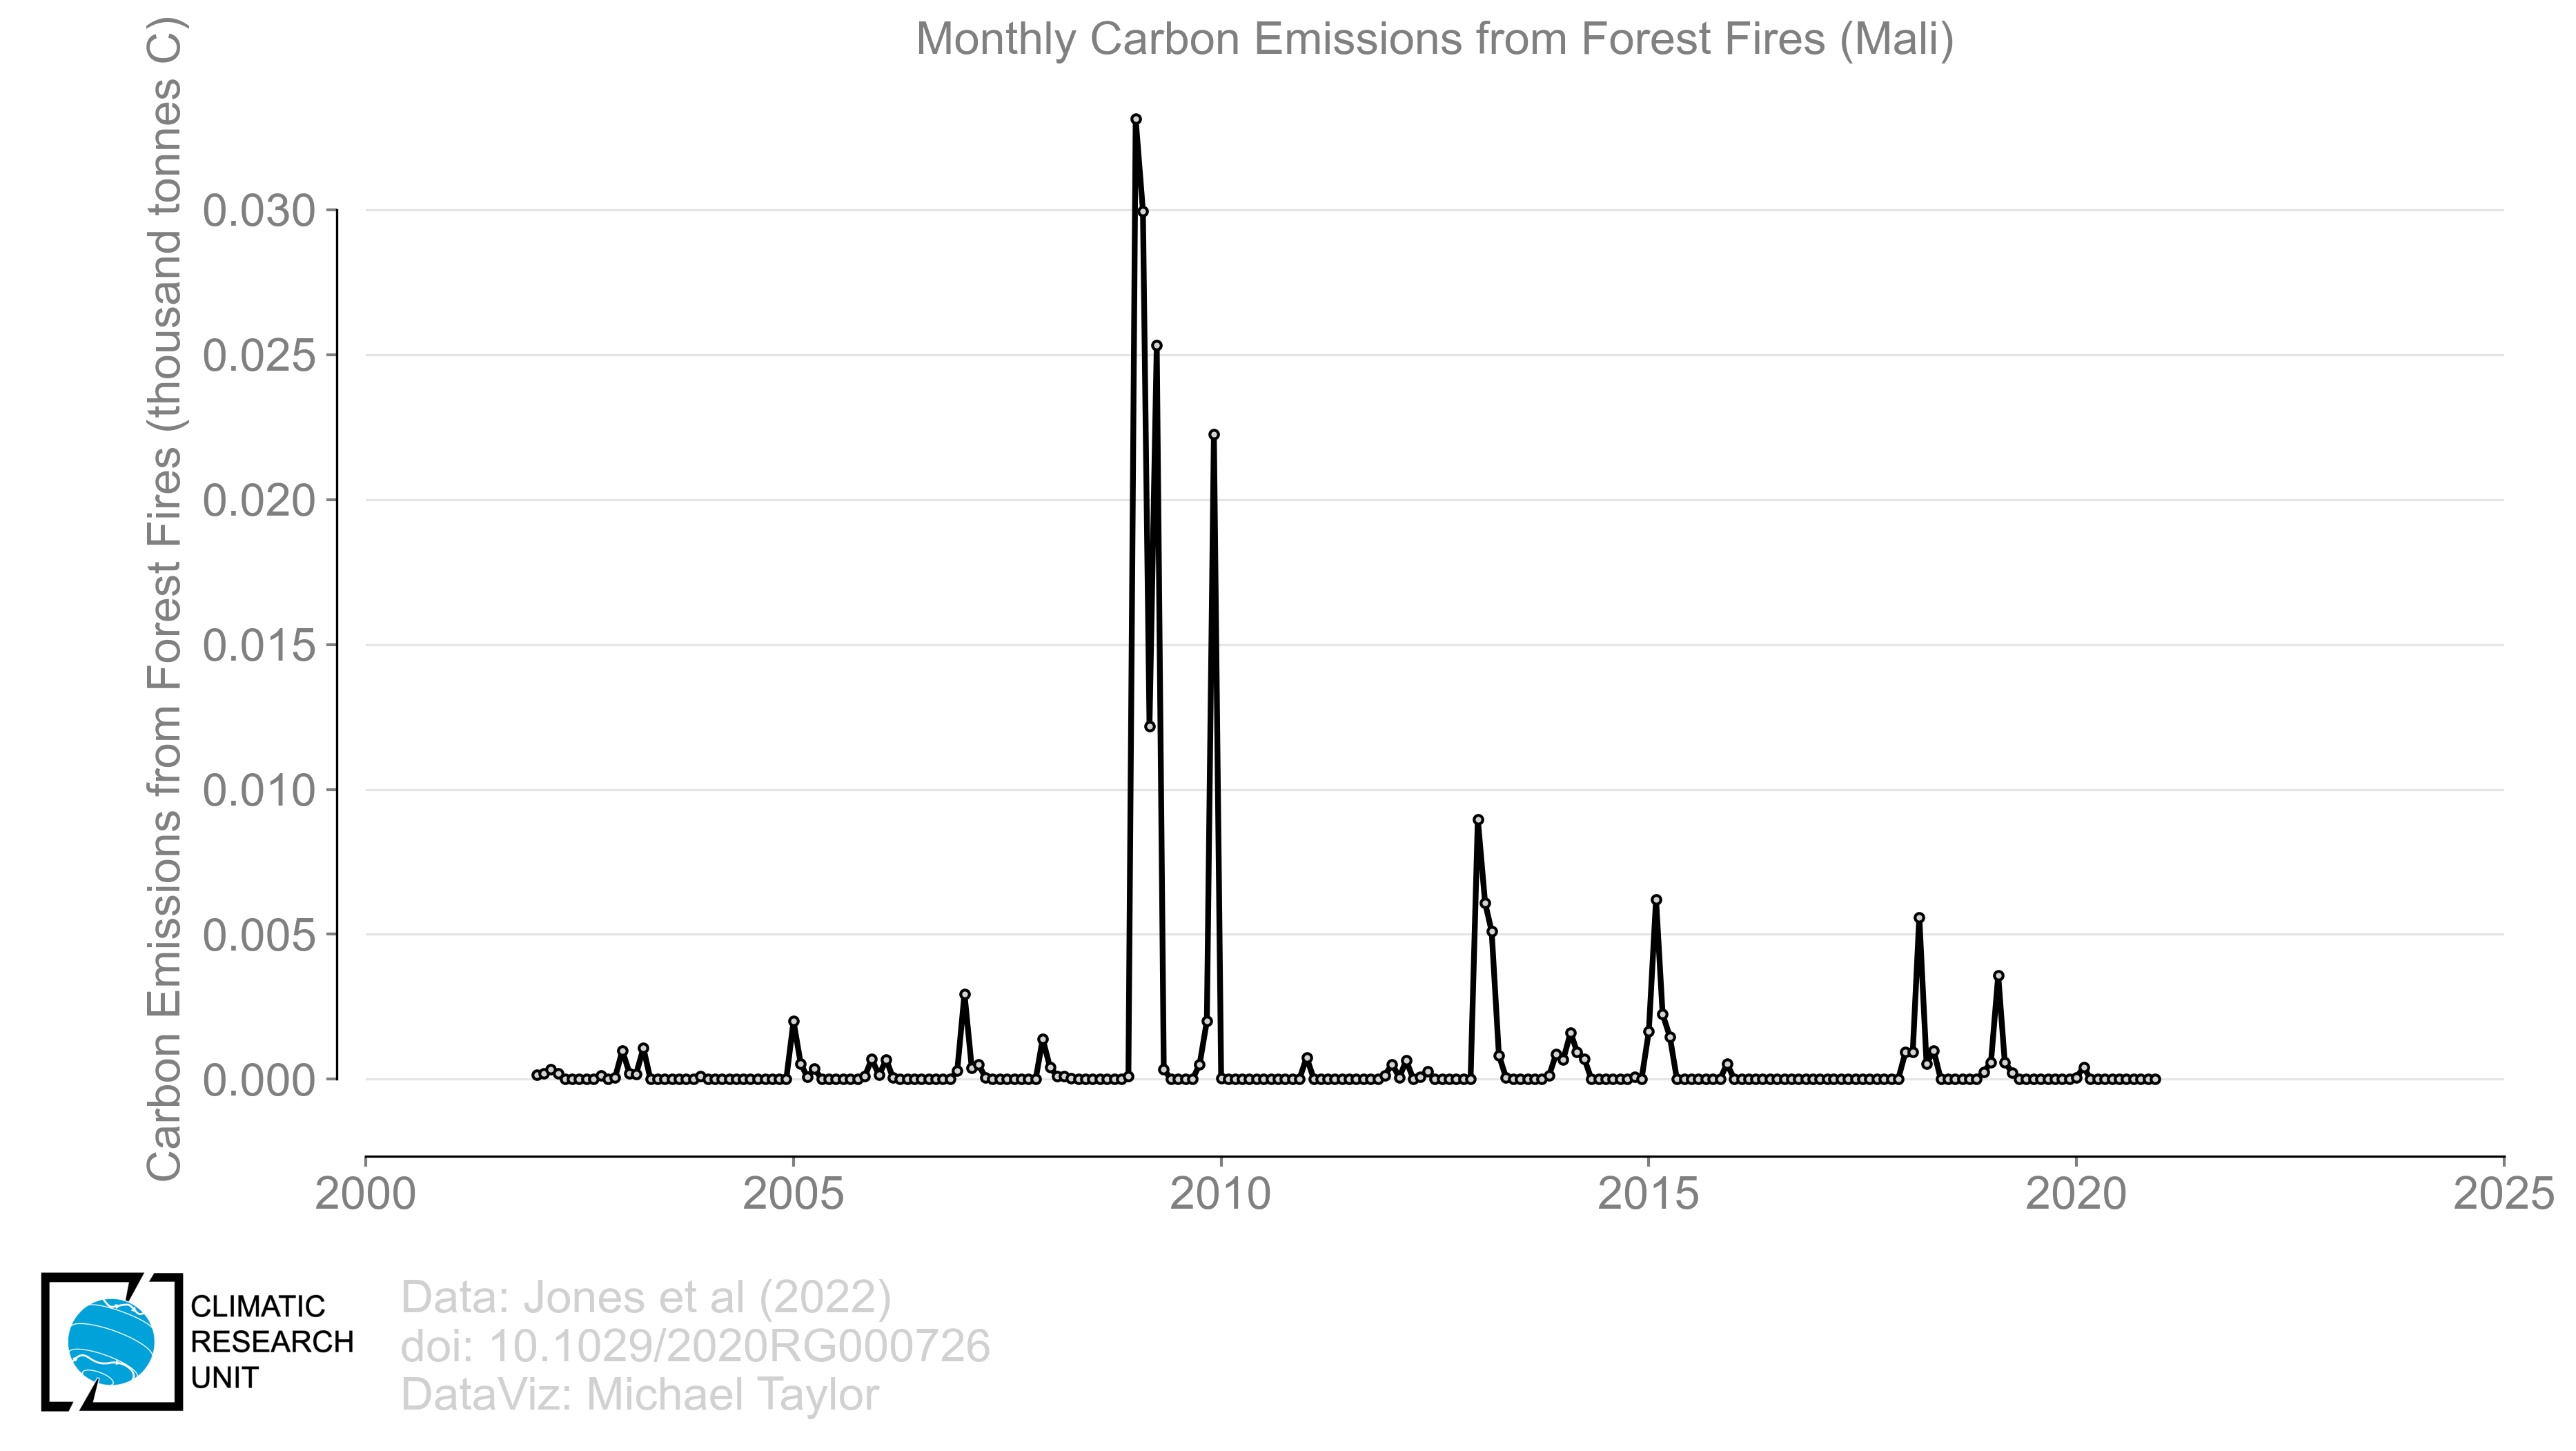 Monthly Carbon Emissions from Forest Fires (Mali)
Carbon Emissions from Forest Fires (thousand tonnes C)
0.030
0.025
0.020
0.015
0.010
0.005
0.000
2000 2005 2010 2015 2020 2025
CLIMATIC
RESEARCH
UNIT
Data: Jones et al (2022)
doi: 10.1029/2020RG000726
DataViz: Michael Taylor